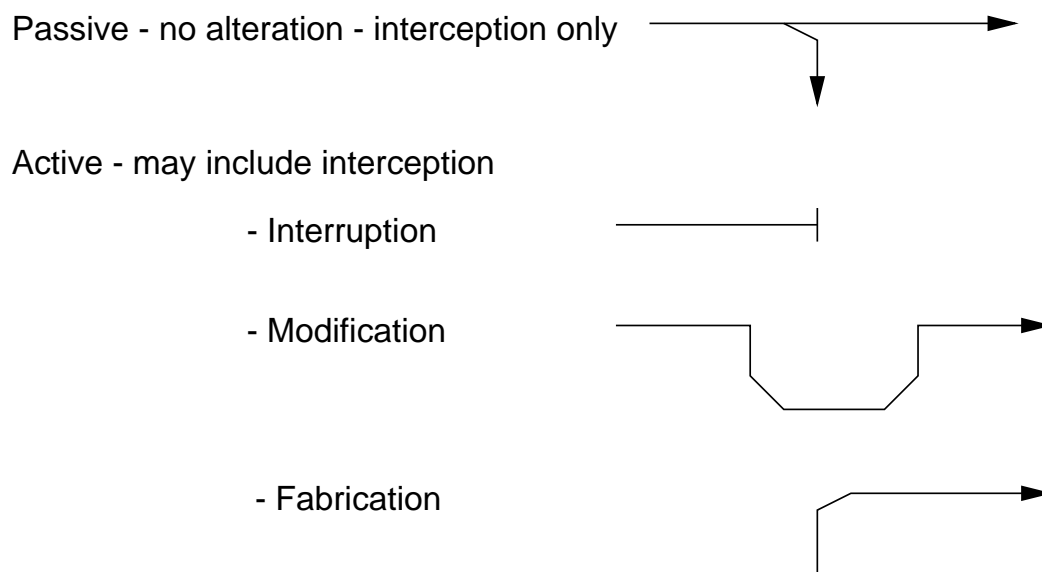 Passive - no alteration - interception only
Active - may include interception
- Interruption
- Modification
- Fabrication